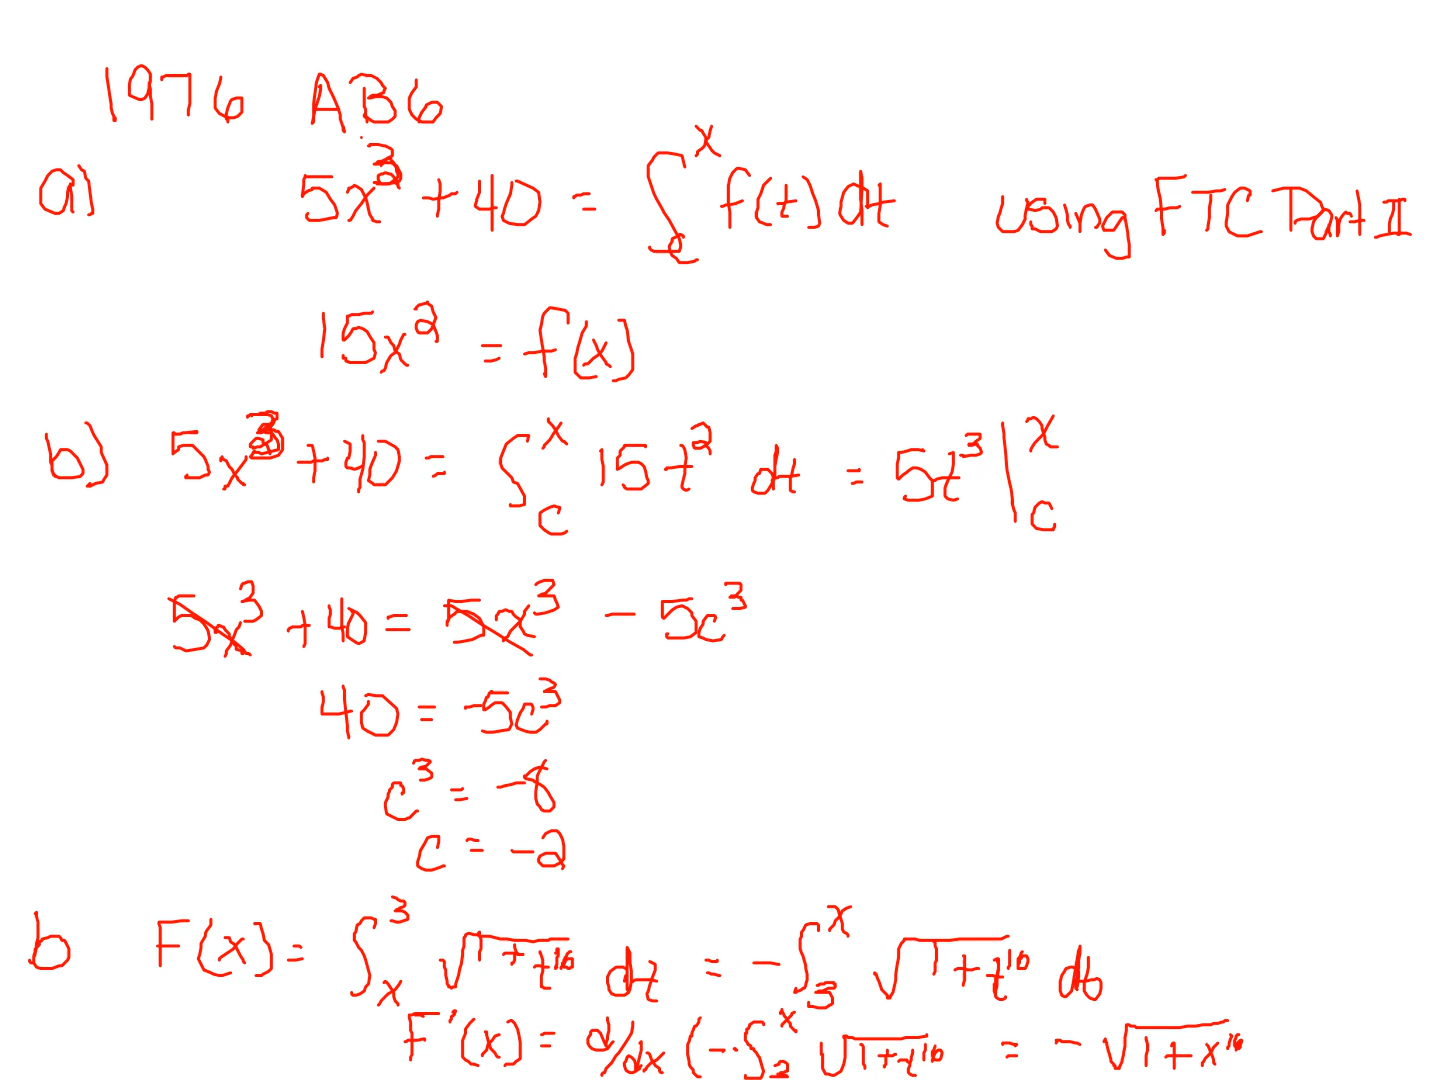 1976 AB6
a) 5x³ + 40 = ∫_c^x f(t) dt using FTC Part II
15x² = f(x)
b) 5x³ + 40 = ∫_c^x 15t² dt = 5t³ |_c^x
5x³ + 40 = 5x³ - 5c³
40 = -5c³
c³ = -8
c = -2
b F(x) = ∫_x^3 √(1+t¹⁶) dt = -∫_3^x √(1+t¹⁶) dt
F'(x) = d/dx (-∫_2^x √(1+t¹⁶) = -√(1+x¹⁶)